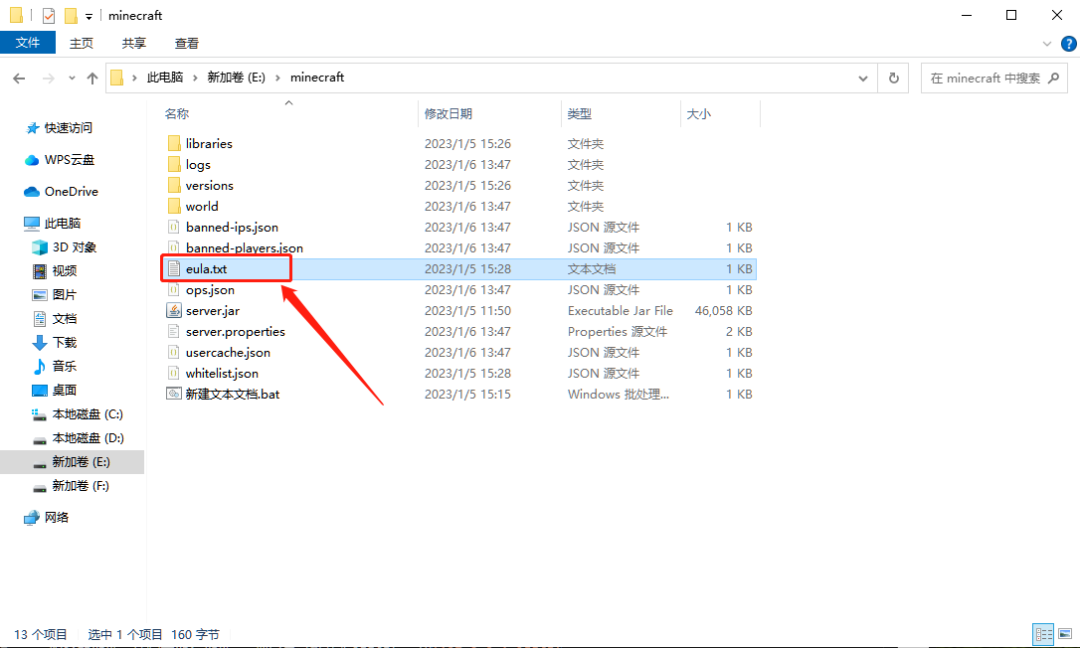 minecraft
文件 主页 共享 查看
此电脑 新加卷 (E:) minecraft
在 minecraft 中搜索
名称 修改日期 类型 大小
快速访问
WPS云盘
OneDrive
此电脑
3D 对象
视频
图片
文档
下载
音乐
桌面
本地磁盘 (C:)
本地磁盘 (D:)
新加卷 (E:)
新加卷 (F:)
网络
libraries 2023/1/5 15:26 文件夹
logs 2023/1/6 13:47 文件夹
versions 2023/1/5 15:26 文件夹
world 2023/1/6 13:47 文件夹
banned-ips.json 2023/1/6 13:47 JSON 源文件 1 KB
banned-players.json 2023/1/6 13:47 JSON 源文件 1 KB
eula.txt 2023/1/5 15:28 文本文档 1 KB
ops.json 2023/1/6 13:47 JSON 源文件 1 KB
server.jar 2023/1/5 11:50 Executable Jar File 46,058 KB
server.properties 2023/1/6 13:47 Properties 源文件 2 KB
usercache.json 2023/1/6 13:47 JSON 源文件 1 KB
whitelist.json 2023/1/5 15:28 JSON 源文件 1 KB
新建文本文档.bat 2023/1/5 15:15 Windows 批处理... 1 KB
13 个项目 选中 1 个项目 160 字节